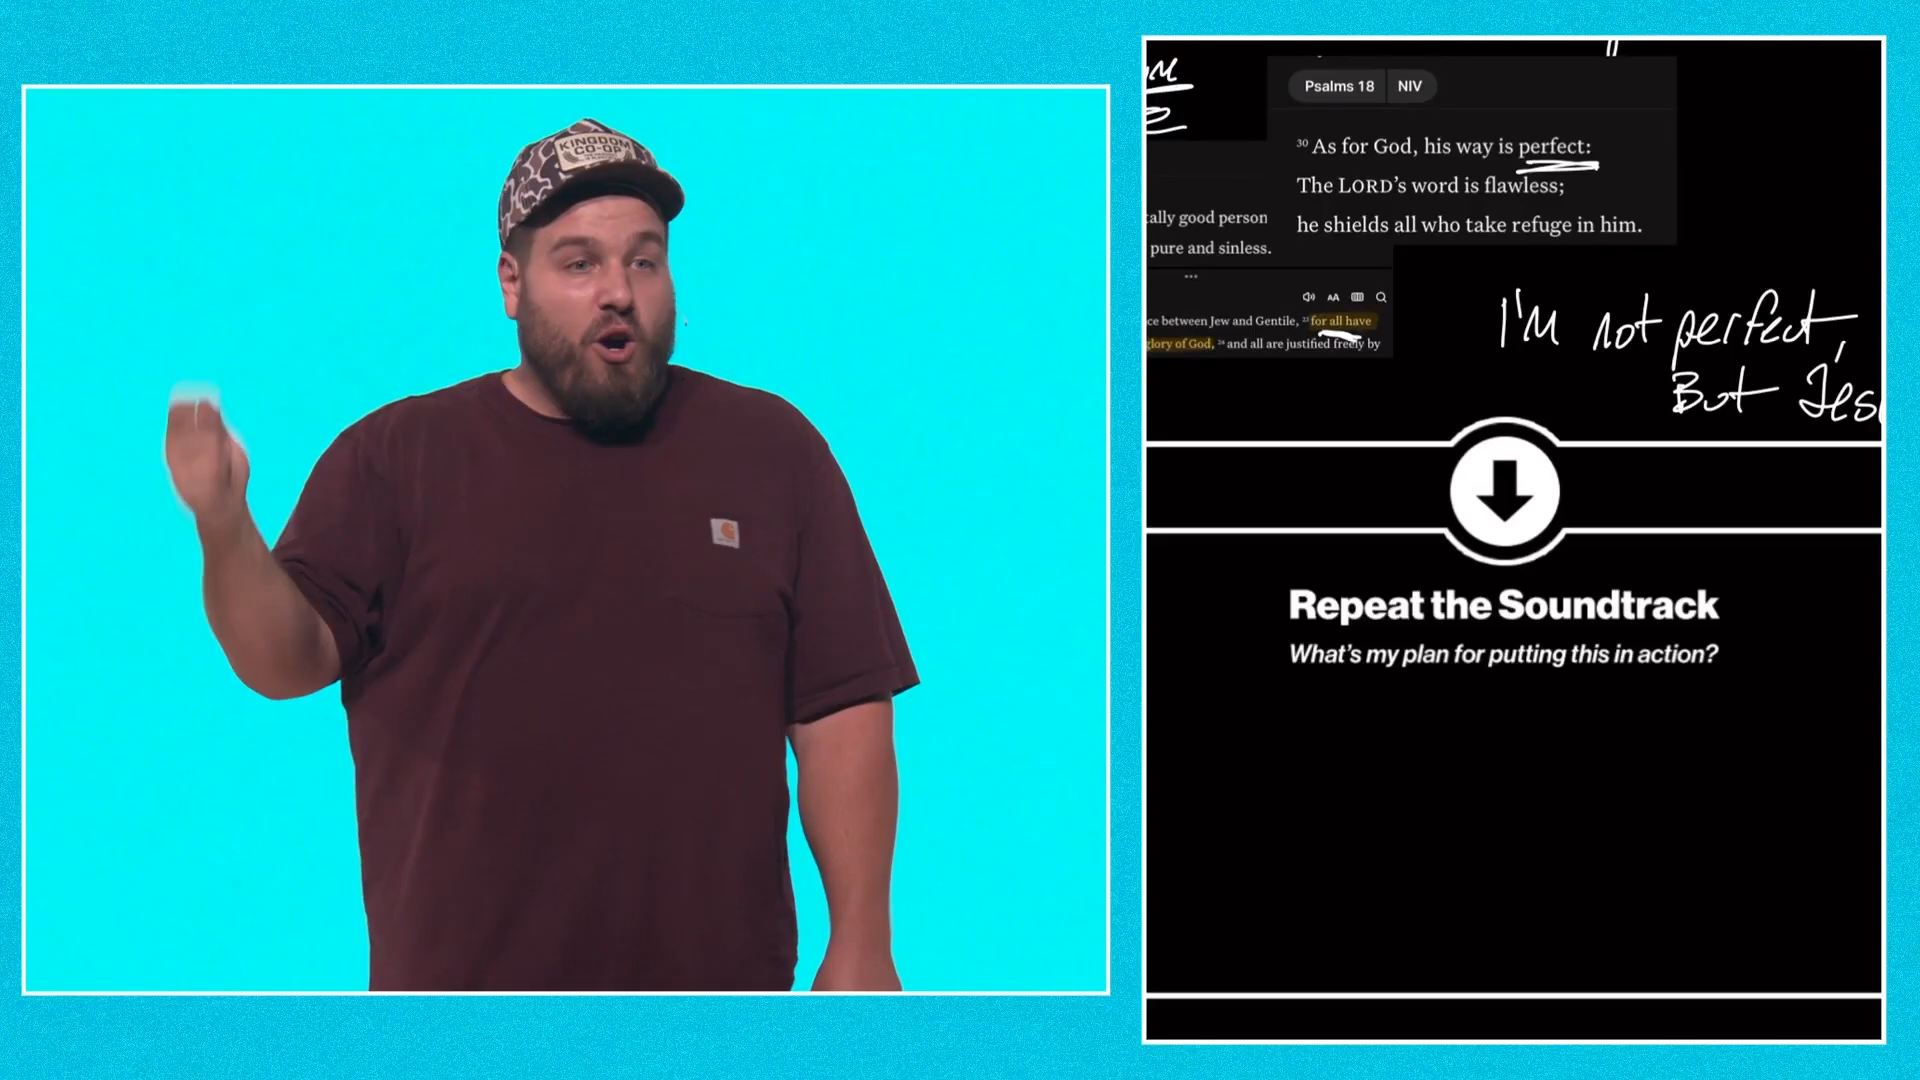 KINGDOM
CO-OP
Psalms 18 NIV
30 As for God, his way is perfect:
The LORD’s word is flawless;
he shields all who take refuge in him.
ally good person
pure and sinless.
AA
ce between Jew and Gentile, 23 for all have
glory of God, 24 and all are justified freely by
I'm not perfect,
But Jes
Repeat the Soundtrack
What's my plan for putting this in action?